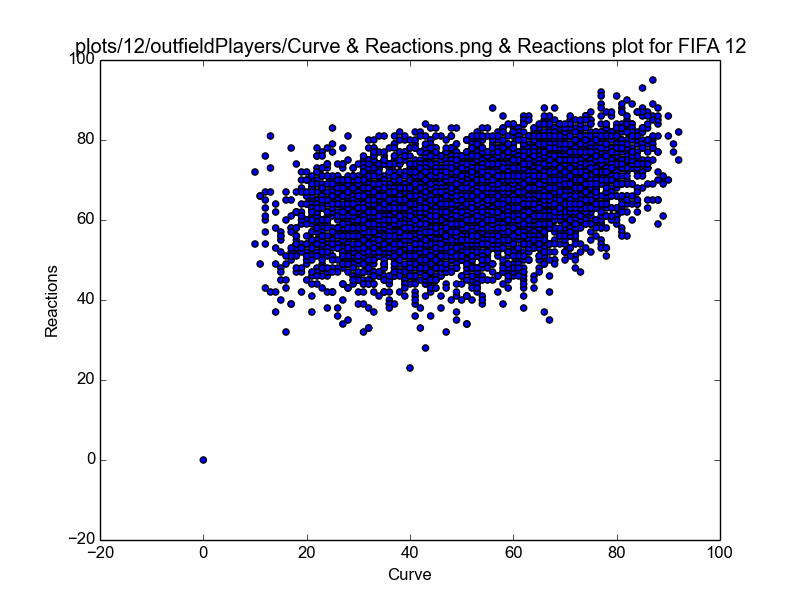 plots/12/outfieldPlayers/Curve & Reactions.png & Reactions plot for FIFA 12
100
80
60
40
20
0
−20
Reactions
−20 0 20 40 60 80 100
Curve